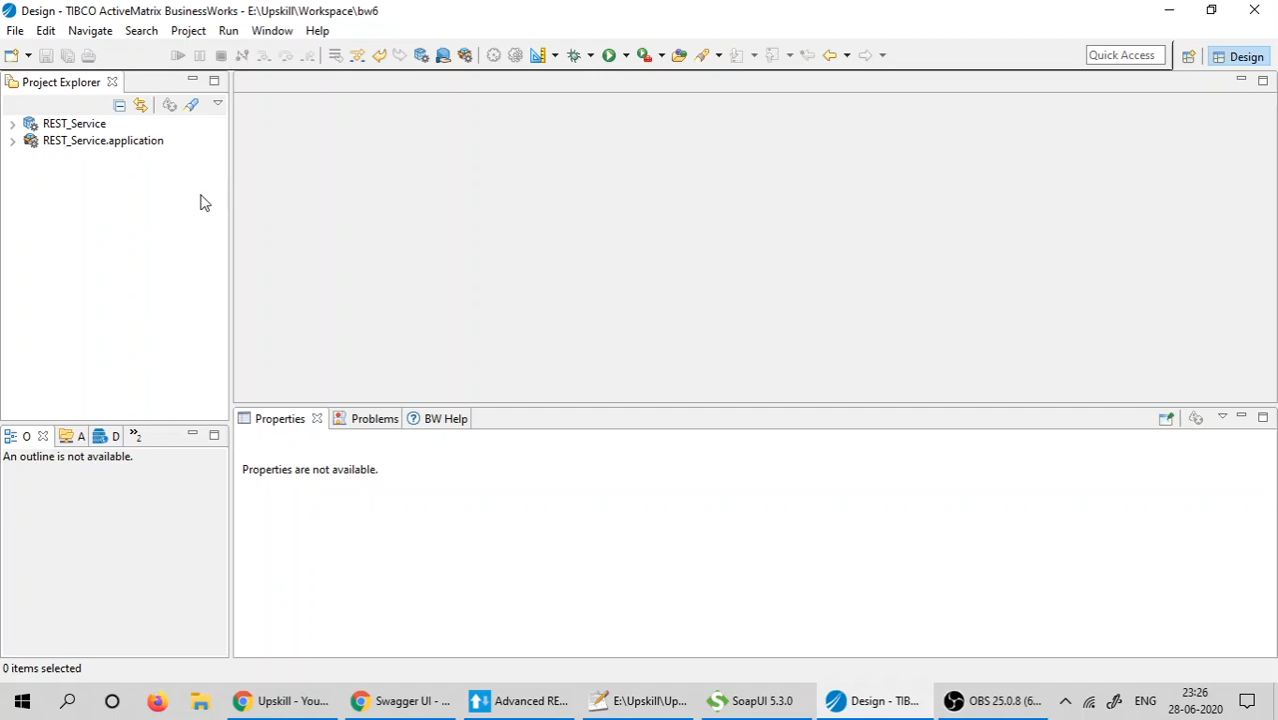 Design - TIBCO ActiveMatrix BusinessWorks - E:\Upskill\Workspace\bw6
File Edit Navigate Search Project Run Window Help
Quick Access
Design
Project Explorer
REST_Service
REST_Service.application
Properties Problems BW Help
Properties are not available.
O A D »2
An outline is not available.
0 items selected
Upskill - You... Swagger UI - ... Advanced RE... E:\Upskill\Up... SoapUI 5.3.0 Design - TIB... OBS 25.0.8 (6... ENG
23:26
28-06-2020